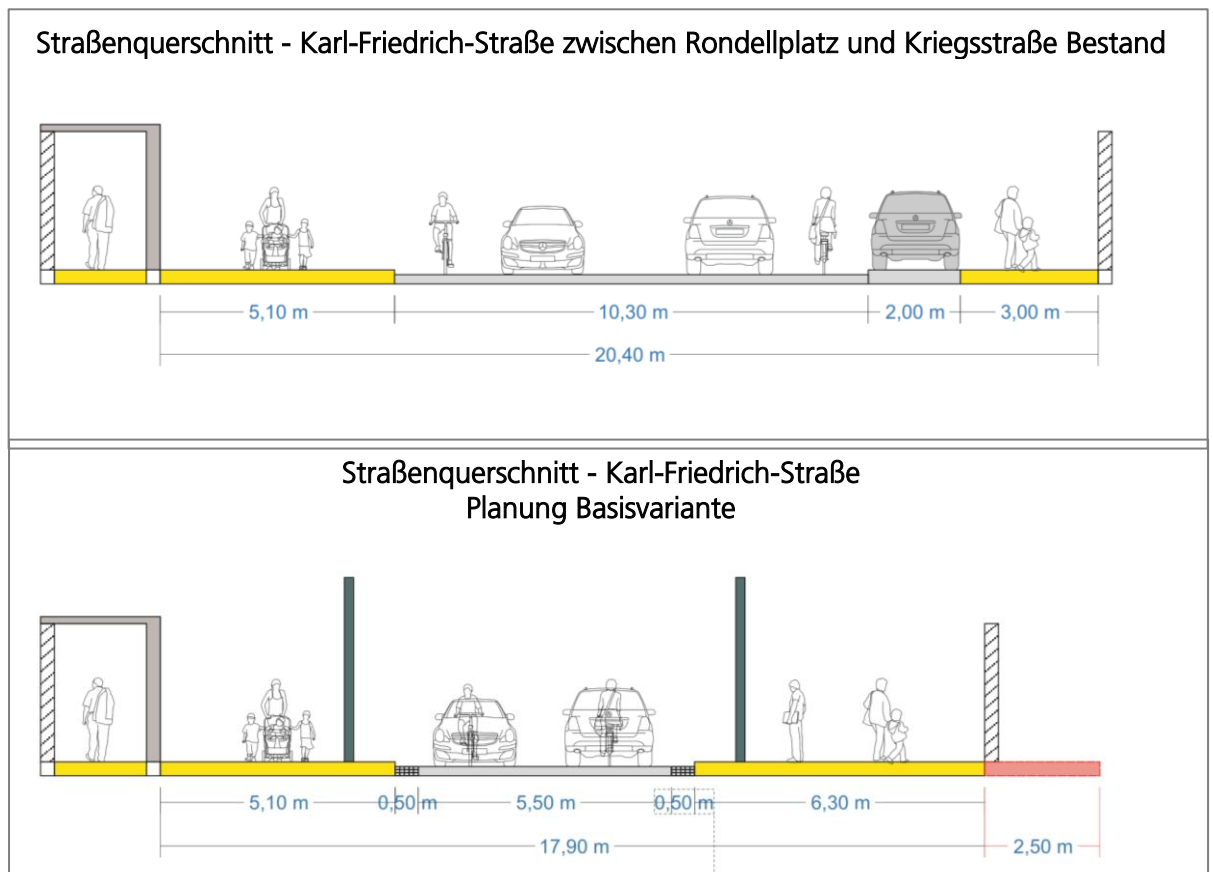 Straßenquerschnitt - Karl-Friedrich-Straße zwischen Rondellplatz und Kriegsstraße Bestand
5,10 m 10,30 m 2,00 m 3,00 m
20,40 m
Straßenquerschnitt - Karl-Friedrich-Straße
Planung Basisvariante
5,10 m 0,50 m 5,50 m 0,50 m 6,30 m
17,90 m 2,50 m